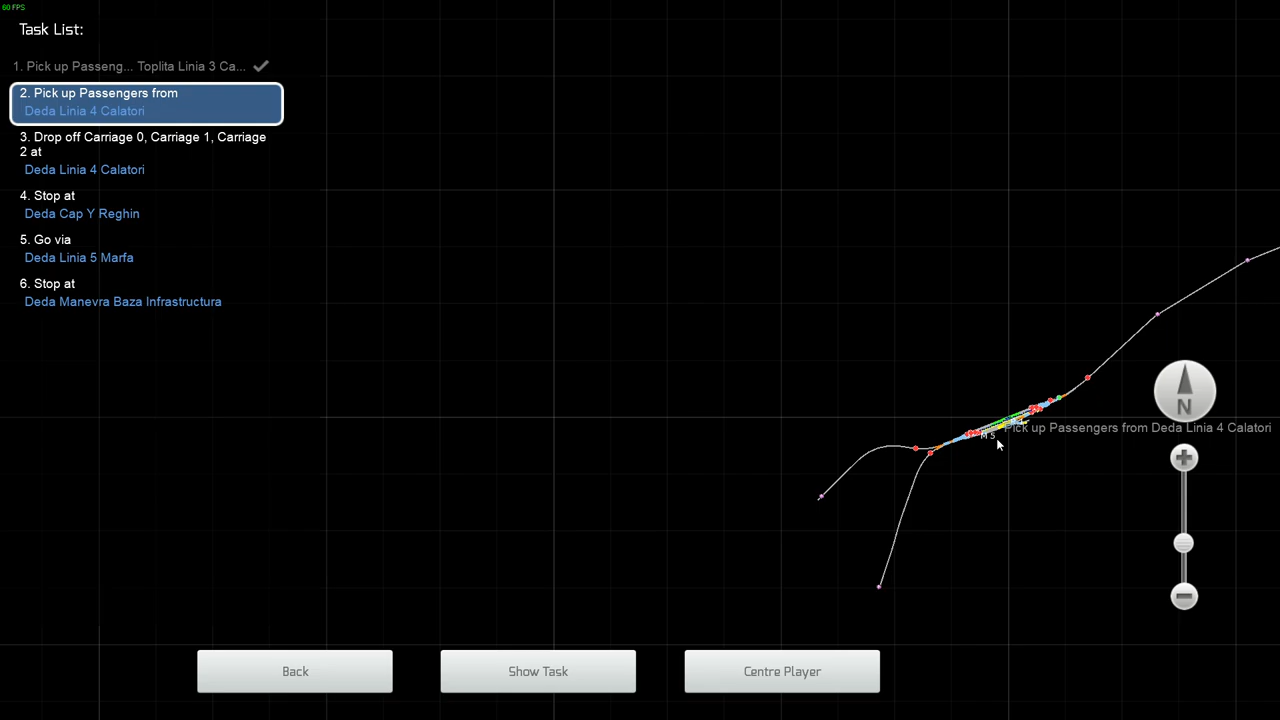 60 FPS
Task List:
1. Pick up Passeng... Toplita Linia 3 Ca...
2. Pick up Passengers from
Deda Linia 4 Calatori
3. Drop off Carriage 0, Carriage 1, Carriage
2 at
Deda Linia 4 Calatori
4. Stop at
Deda Cap Y Reghin
5. Go via
Deda Linia 5 Marfa
6. Stop at
Deda Manevra Baza Infrastructura
Pick up Passengers from Deda Linia 4 Calatori
N
Back
Show Task
Centre Player